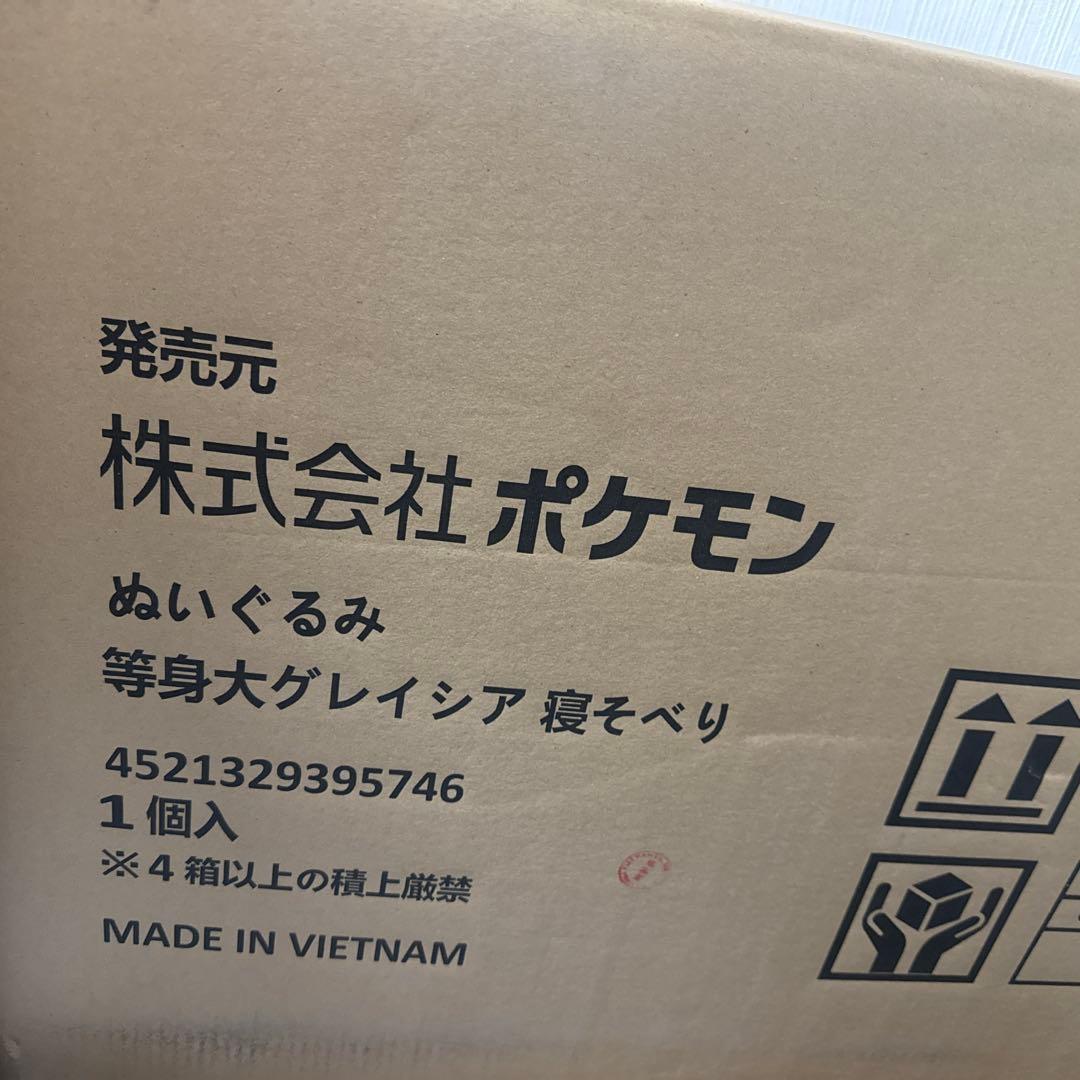 発売元
株式会社ポケモン
ぬいぐるみ
等身大グレイシア 寝そべり
4521329395746
1個入
※4箱以上の積上厳禁
MADE IN VIETNAM